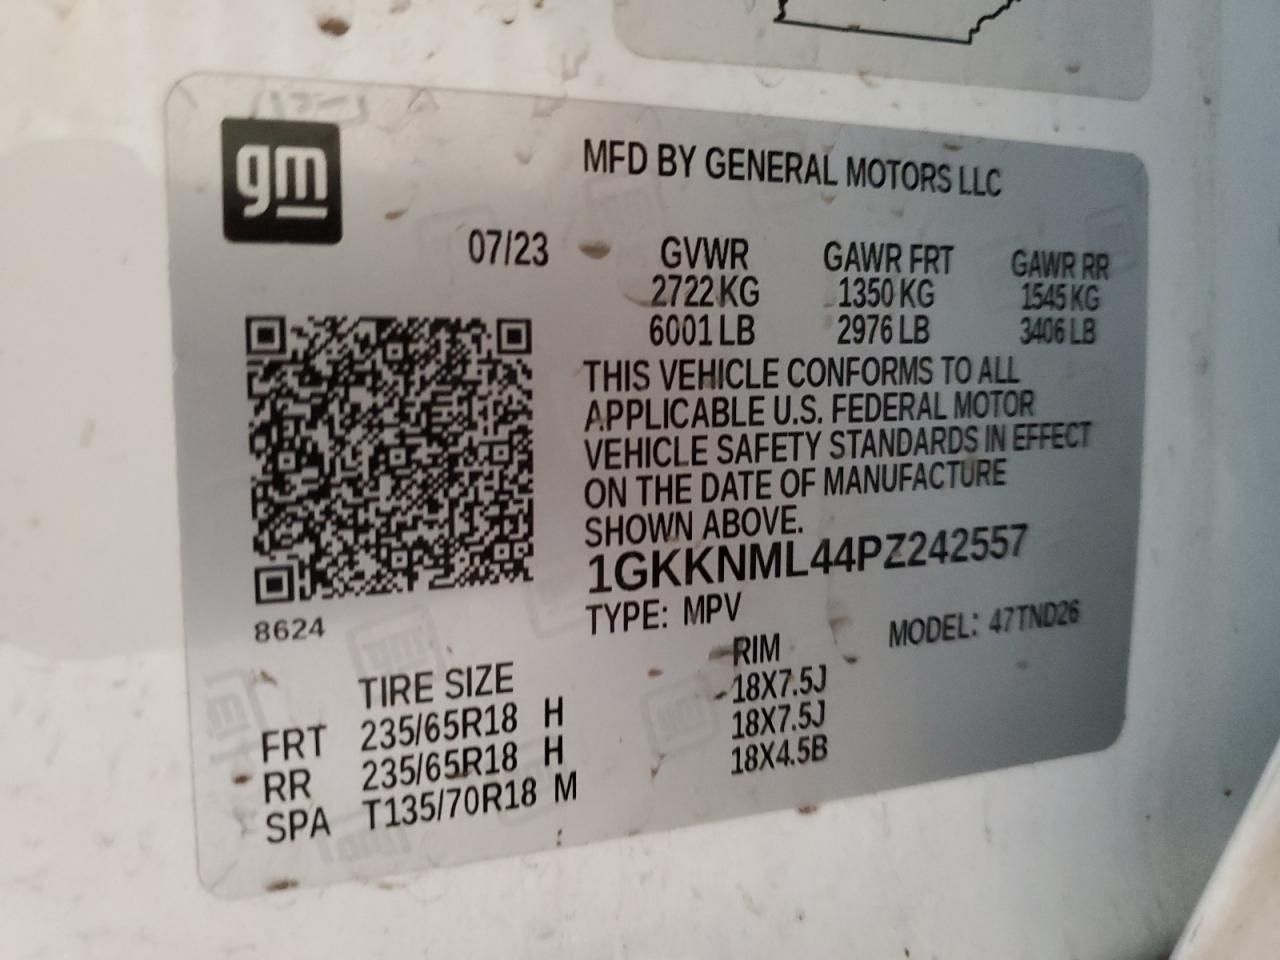 gm
MFD BY GENERAL MOTORS LLC
07/23 GVWR GAWR FRT GAWR RR
2722 KG 1350 KG 1545 KG
6001 LB 2976 LB 3406 LB
THIS VEHICLE CONFORMS TO ALL
APPLICABLE U.S. FEDERAL MOTOR
VEHICLE SAFETY STANDARDS IN EFFECT
ON THE DATE OF MANUFACTURE
SHOWN ABOVE.
1GKKNML44PZ242557
8624
TYPE: MPV MODEL: 47TND26
TIRE SIZE RIM
FRT 235/65R18 H 18X7.5J
RR 235/65R18 H 18X7.5J
SPA T135/70R18 M 18X4.5B